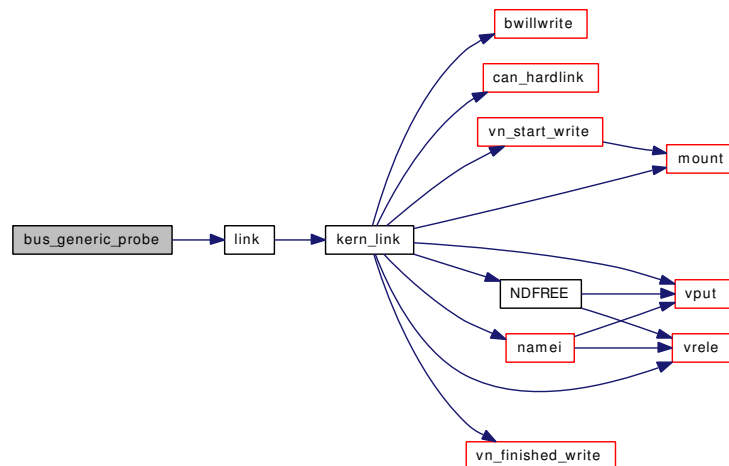 bwillwrite
can_hardlink
vn_start_write
mount
bus_generic_probe
link
kern_link
NDFREE
vput
namei
vrele
vn_finished_write